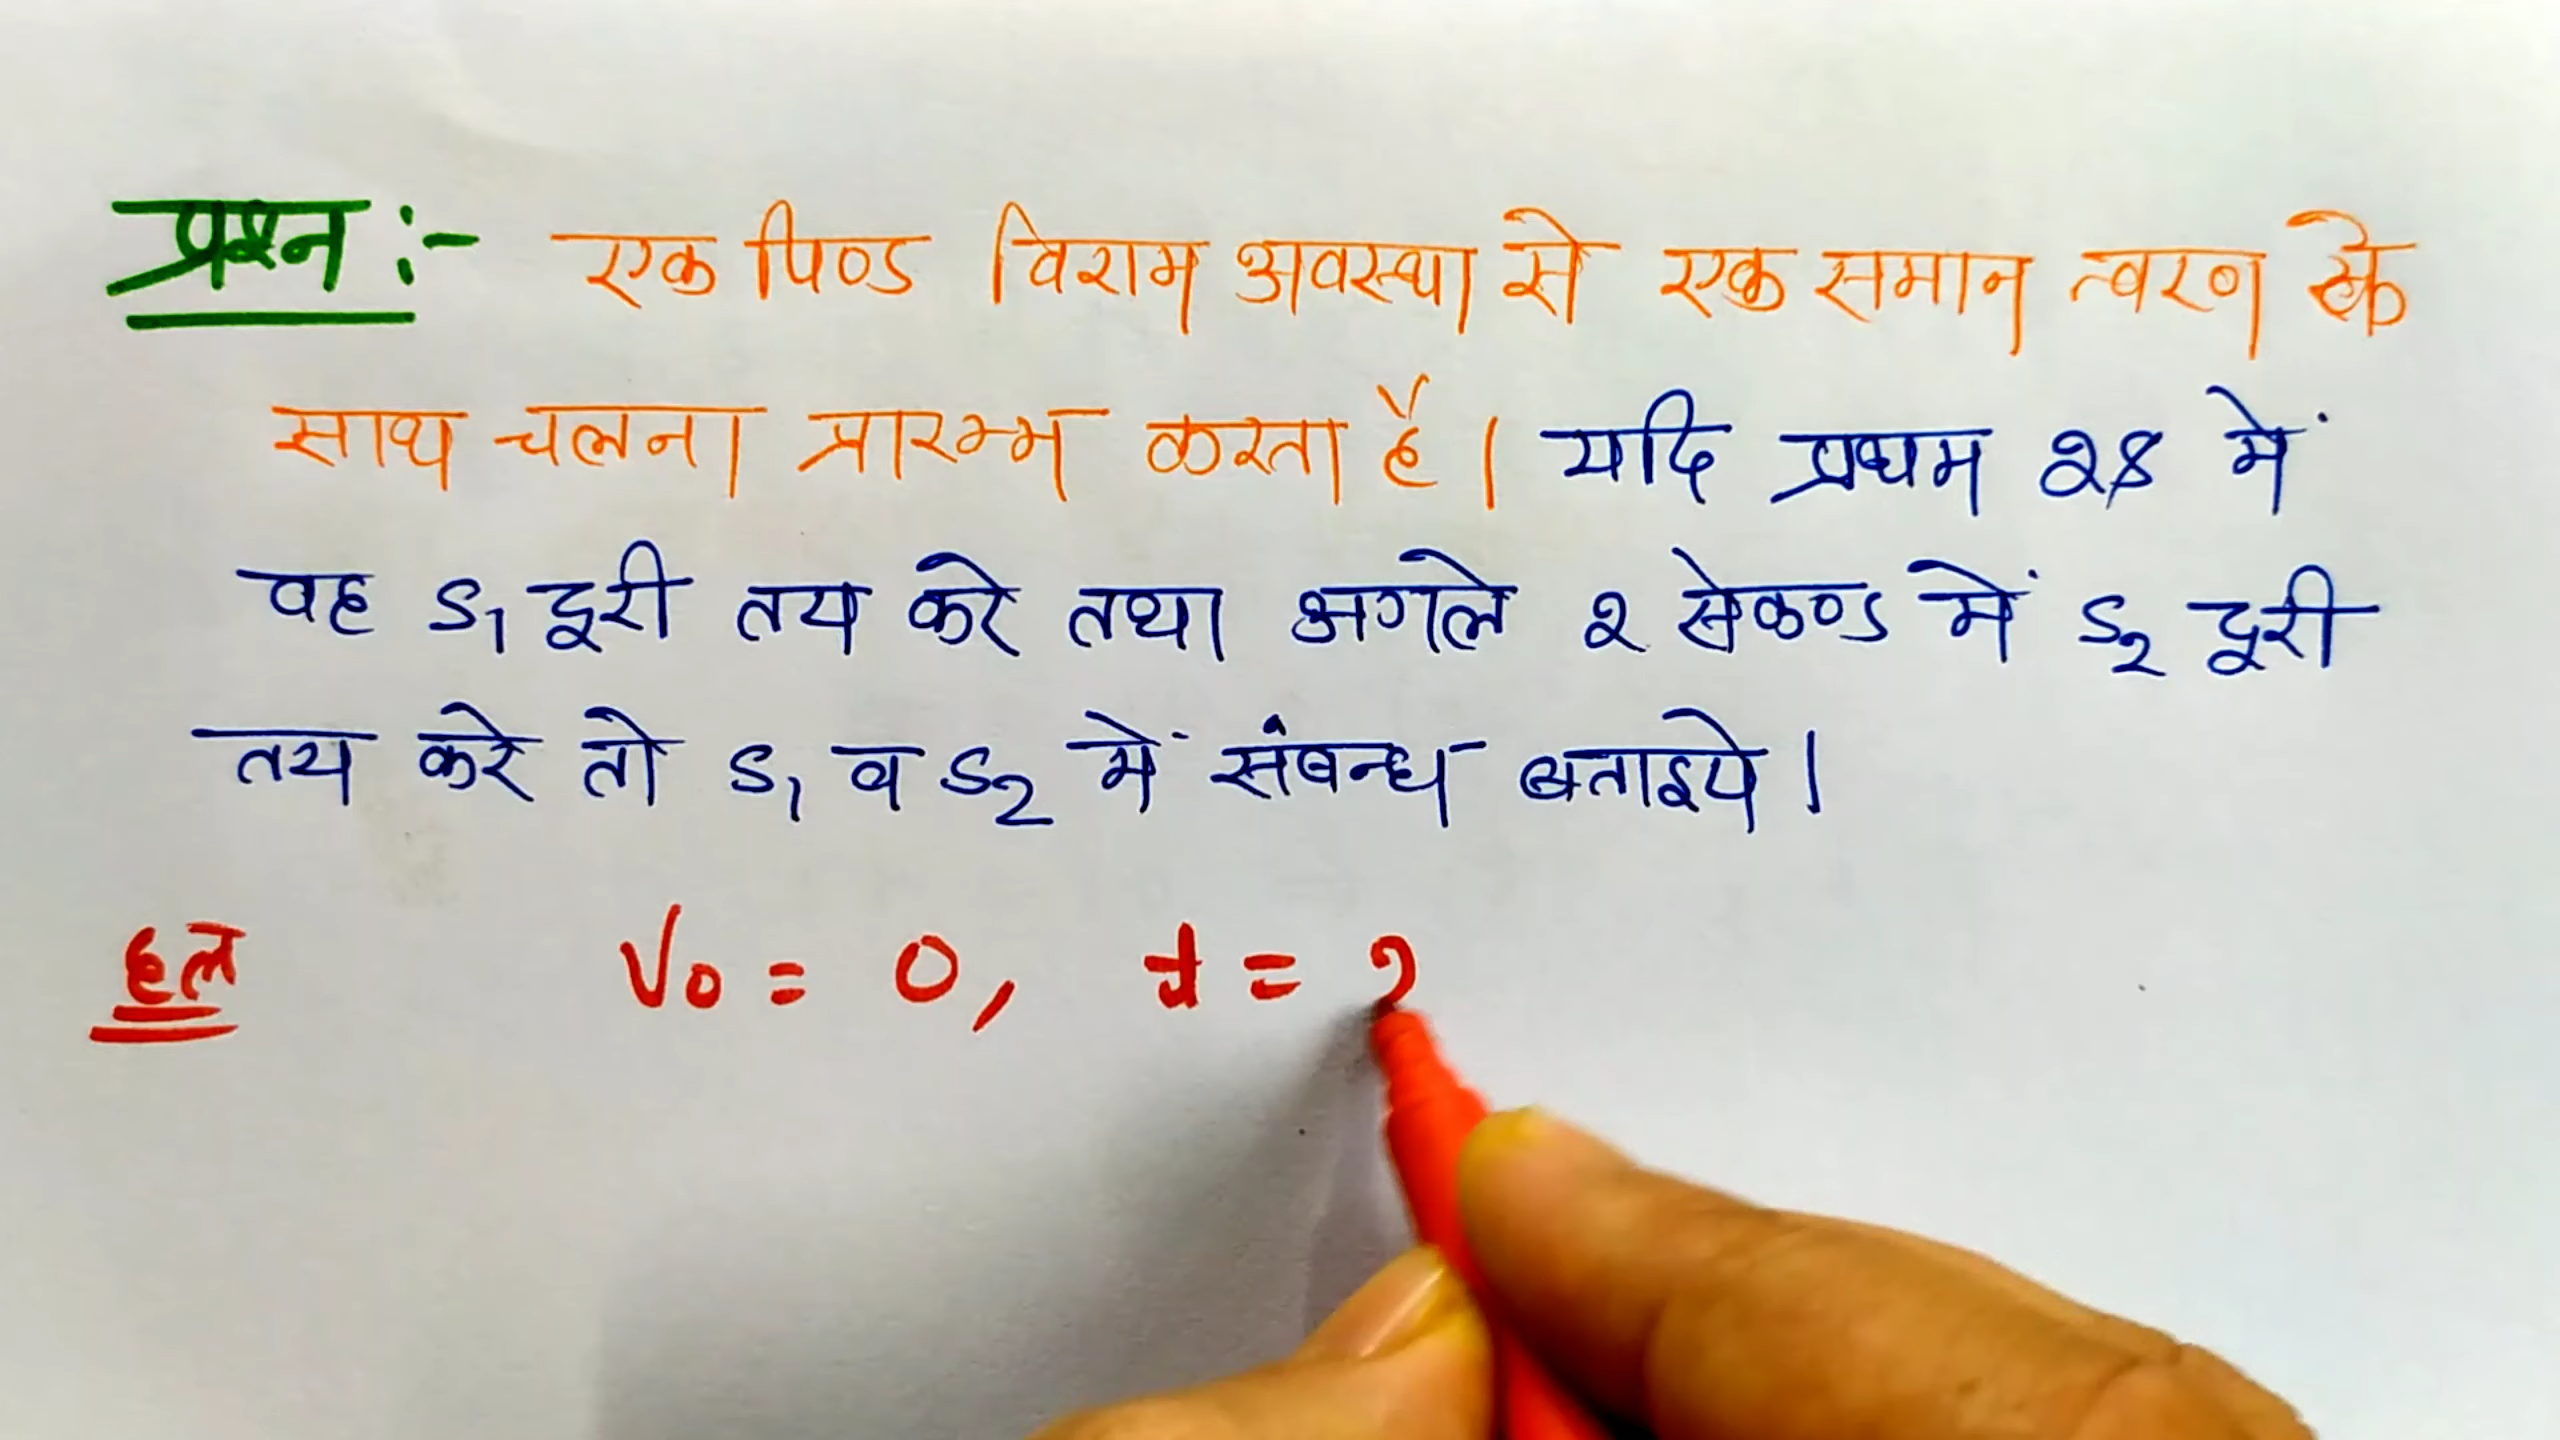 प्रश्न :- एक पिण्ड विराम अवस्था से एक समान त्वरण के
साथ चलना प्रारम्भ करता है। यदि प्रथम 2s में
वह S₁ दूरी तय करे तथा अगले 2 सेकण्ड में S₂ दूरी
तय करे तो S₁ व S₂ में संबन्ध बताइये।
हल V₀ = 0, t = 2